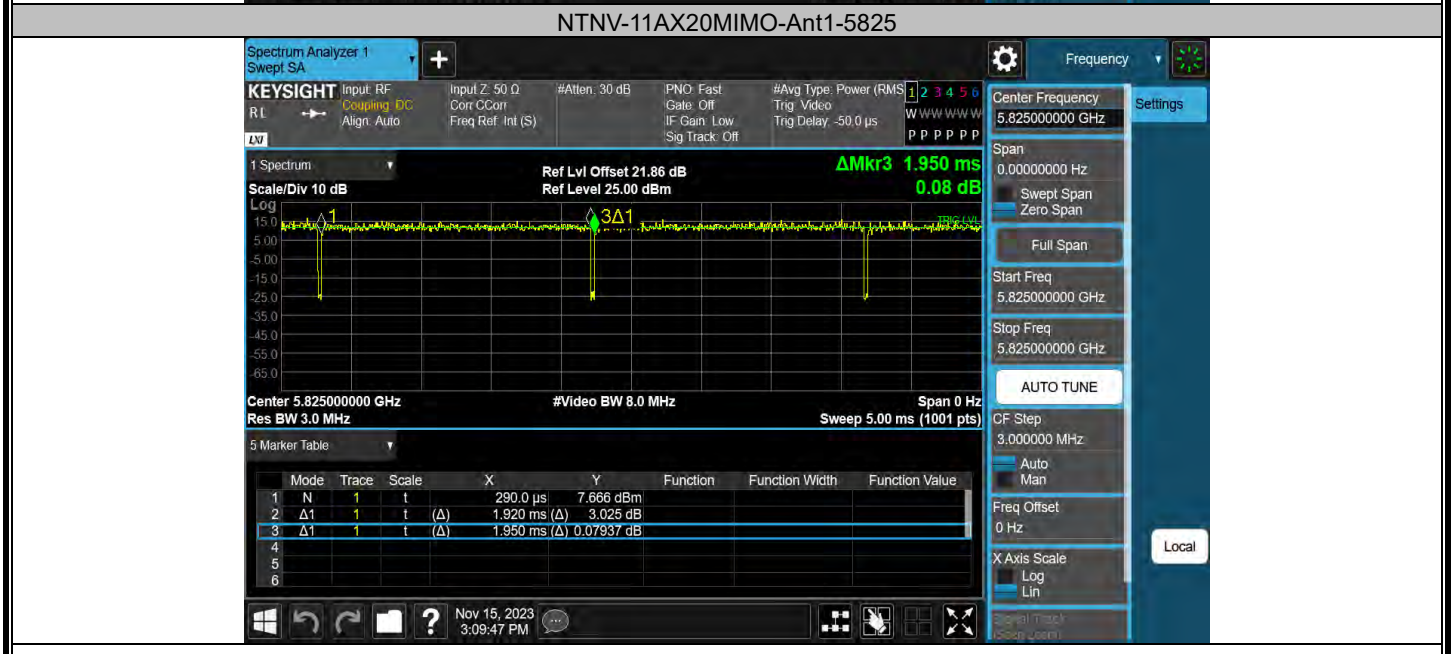 NTNV-11AX20MIMO-Ant1-5825
Spectrum Analyzer 1
Swept SA
Frequency
KEYSIGHT
RL
LXI
Input: RF
Coupling: DC
Align: Auto
Input Z: 50 Ω
Corr CCorr
Freq Ref: Int (S)
#Atten: 30 dB
PNO: Fast
Gate: Off
IF Gain: Low
Sig Track: Off
#Avg Type: Power (RMS
Trig: Video
Trig Delay: -50.0 µs
1 2 3 4 5 6
W W W W W W
P P P P P P
1 Spectrum
Scale/Div 10 dB
Ref Lvl Offset 21.86 dB
Ref Level 25.00 dBm
ΔMkr3 1.950 ms
0.08 dB
Log
15.0
5.00
-5.00
-15.0
-25.0
-35.0
-45.0
-55.0
-65.0
1
3Δ1
TRIG LVL
Center 5.825000000 GHz
#Video BW 8.0 MHz
Span 0 Hz
Res BW 3.0 MHz
Sweep 5.00 ms (1001 pts)
5 Marker Table
Mode Trace Scale X Y Function Function Width Function Value
1 N 1 t 290.0 µs 7.666 dBm
2 Δ1 1 t (Δ) 1.920 ms (Δ) 3.025 dB
3 Δ1 1 t (Δ) 1.950 ms (Δ) 0.07937 dB
4
5
6
Nov 15, 2023
3:09:47 PM
Center Frequency
5.825000000 GHz
Settings
Span
0.00000000 Hz
Swept Span
Zero Span
Full Span
Start Freq
5.825000000 GHz
Stop Freq
5.825000000 GHz
AUTO TUNE
CF Step
3.000000 MHz
Auto
Man
Freq Offset
0 Hz
X Axis Scale
Log
Lin
Local
Signal Track
(Span Zoom)